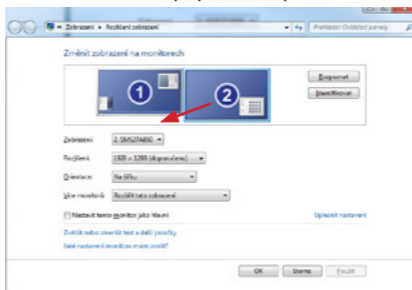 Zobrazení ▸ Rozlišení zobrazení
Prohledat Ovládací panely
Změnit zobrazení na monitorech
1
2
Rozpoznat
Identifikovat
Zobrazení: 2. SMS27A850
Rozlišení: 1920 × 1200 (doporučeno)
Orientace: Na šířku
Více monitorů: Rozšířit tato zobrazení
Nastavit tento monitor jako hlavní
Upřesnit nastavení
Zvětšit nebo zmenšit text a další položky
Jaké nastavení monitoru mám zvolit?
OK Storno Použít